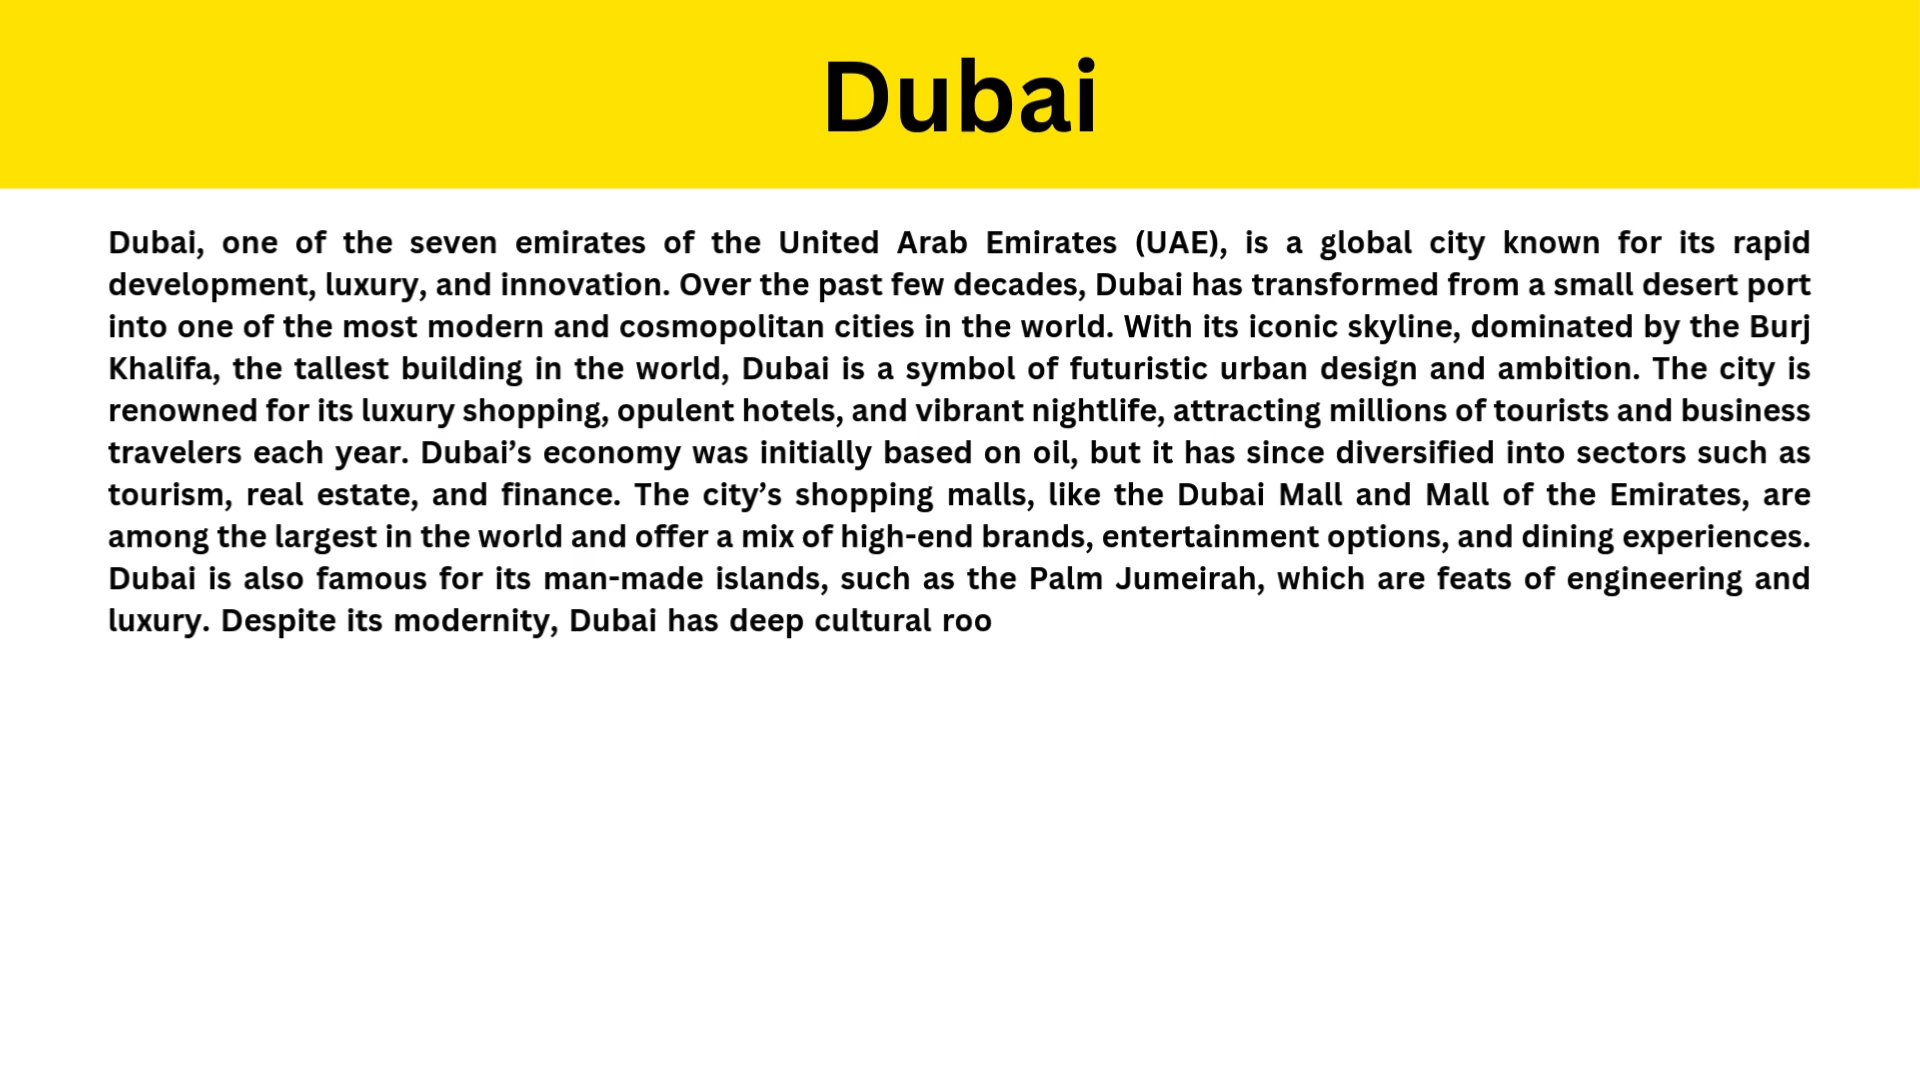 Dubai
Dubai, one of the seven emirates of the United Arab Emirates (UAE), is a global city known for its rapid
development, luxury, and innovation. Over the past few decades, Dubai has transformed from a small desert port
into one of the most modern and cosmopolitan cities in the world. With its iconic skyline, dominated by the Burj
Khalifa, the tallest building in the world, Dubai is a symbol of futuristic urban design and ambition. The city is
renowned for its luxury shopping, opulent hotels, and vibrant nightlife, attracting millions of tourists and business
travelers each year. Dubai’s economy was initially based on oil, but it has since diversified into sectors such as
tourism, real estate, and finance. The city’s shopping malls, like the Dubai Mall and Mall of the Emirates, are
among the largest in the world and offer a mix of high-end brands, entertainment options, and dining experiences.
Dubai is also famous for its man-made islands, such as the Palm Jumeirah, which are feats of engineering and
luxury. Despite its modernity, Dubai has deep cultural roo